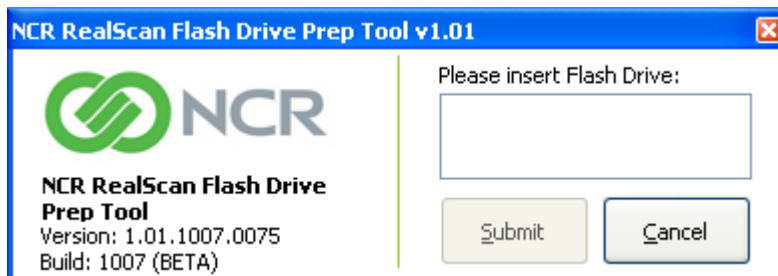 NCR RealScan Flash Drive Prep Tool v1.01
NCR
NCR RealScan Flash Drive
Prep Tool
Version: 1.01.1007.0075
Build: 1007 (BETA)
Please insert Flash Drive:
Submit
Cancel